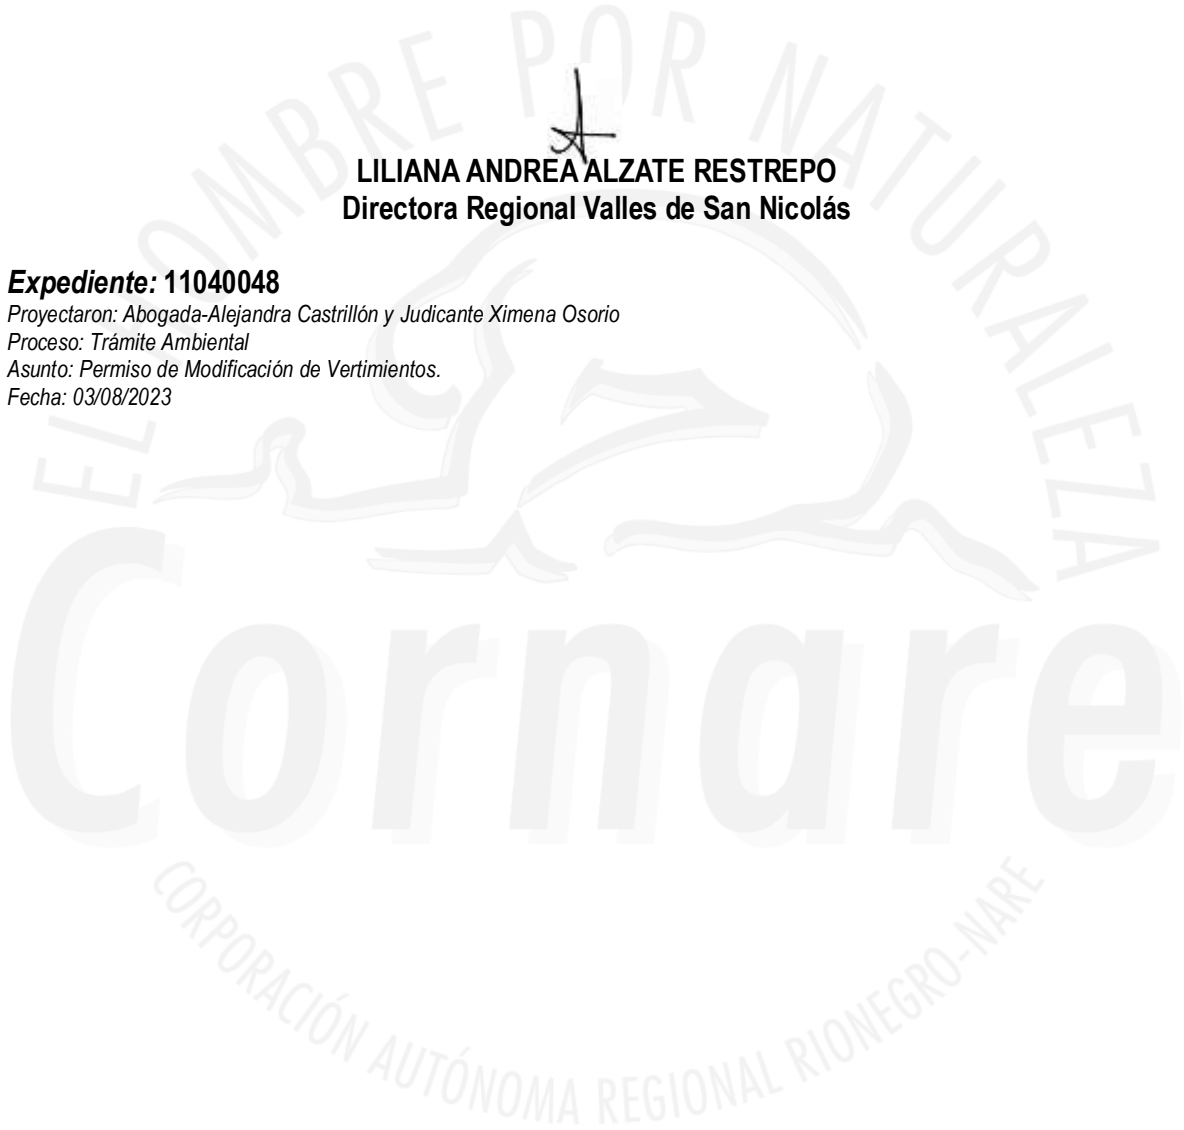 EL HOMBRE POR NATURALEZA
LILIANA ANDREA ALZATE RESTREPO
Directora Regional Valles de San Nicolás
Expediente: 11040048
Proyectaron: Abogada-Alejandra Castrillón y Judicante Ximena Osorio
Proceso: Trámite Ambiental
Asunto: Permiso de Modificación de Vertimientos.
Fecha: 03/08/2023
Cornare
CORPORACIÓN AUTÓNOMA REGIONAL RIONEGRO-NARE